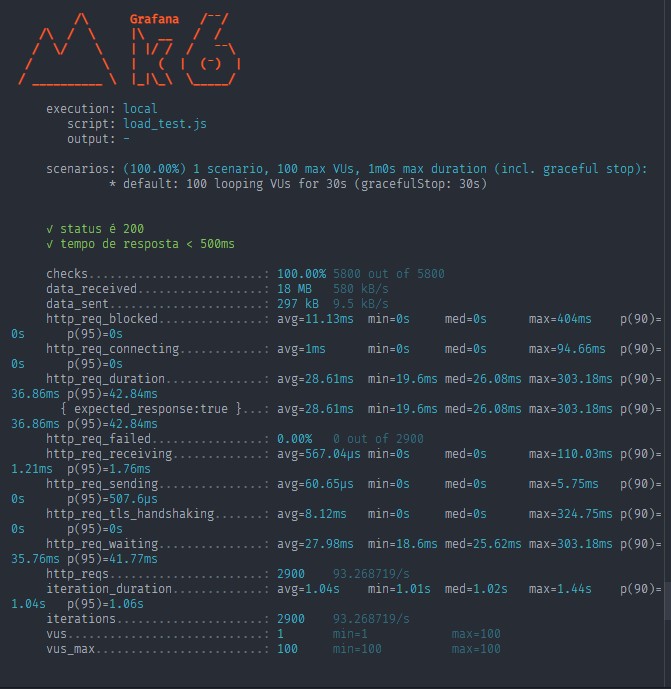 Grafana
execution: local
script: load_test.js
output: -
scenarios: (100.00%) 1 scenario, 100 max VUs, 1m0s max duration (incl. graceful stop):
* default: 100 looping VUs for 30s (gracefulStop: 30s)
√ status é 200
√ tempo de resposta < 500ms
checks.........................: 100.00% 5800 out of 5800
data_received..................: 18 MB 580 kB/s
data_sent......................: 297 kB 9.5 kB/s
http_req_blocked...............: avg=11.13ms min=0s med=0s max=404ms p(90)=
0s p(95)=0s
http_req_connecting............: avg=1ms min=0s med=0s max=94.66ms p(90)=
0s p(95)=0s
http_req_duration..............: avg=28.61ms min=19.6ms med=26.08ms max=303.18ms p(90)=
36.86ms p(95)=42.84ms
{ expected_response:true }...: avg=28.61ms min=19.6ms med=26.08ms max=303.18ms p(90)=
36.86ms p(95)=42.84ms
http_req_failed................: 0.00% 0 out of 2900
http_req_receiving.............: avg=567.04µs min=0s med=0s max=110.03ms p(90)=
1.21ms p(95)=1.76ms
http_req_sending...............: avg=60.65µs min=0s med=0s max=5.75ms p(90)=
0s p(95)=507.6µs
http_req_tls_handshaking.......: avg=8.12ms min=0s med=0s max=324.75ms p(90)=
0s p(95)=0s
http_req_waiting...............: avg=27.98ms min=18.6ms med=25.62ms max=303.18ms p(90)=
35.76ms p(95)=41.77ms
http_reqs......................: 2900 93.268719/s
iteration_duration.............: avg=1.04s min=1.01s med=1.02s max=1.44s p(90)=
1.04s p(95)=1.06s
iterations.....................: 2900 93.268719/s
vus............................: 1 min=1 max=100
vus_max........................: 100 min=100 max=100